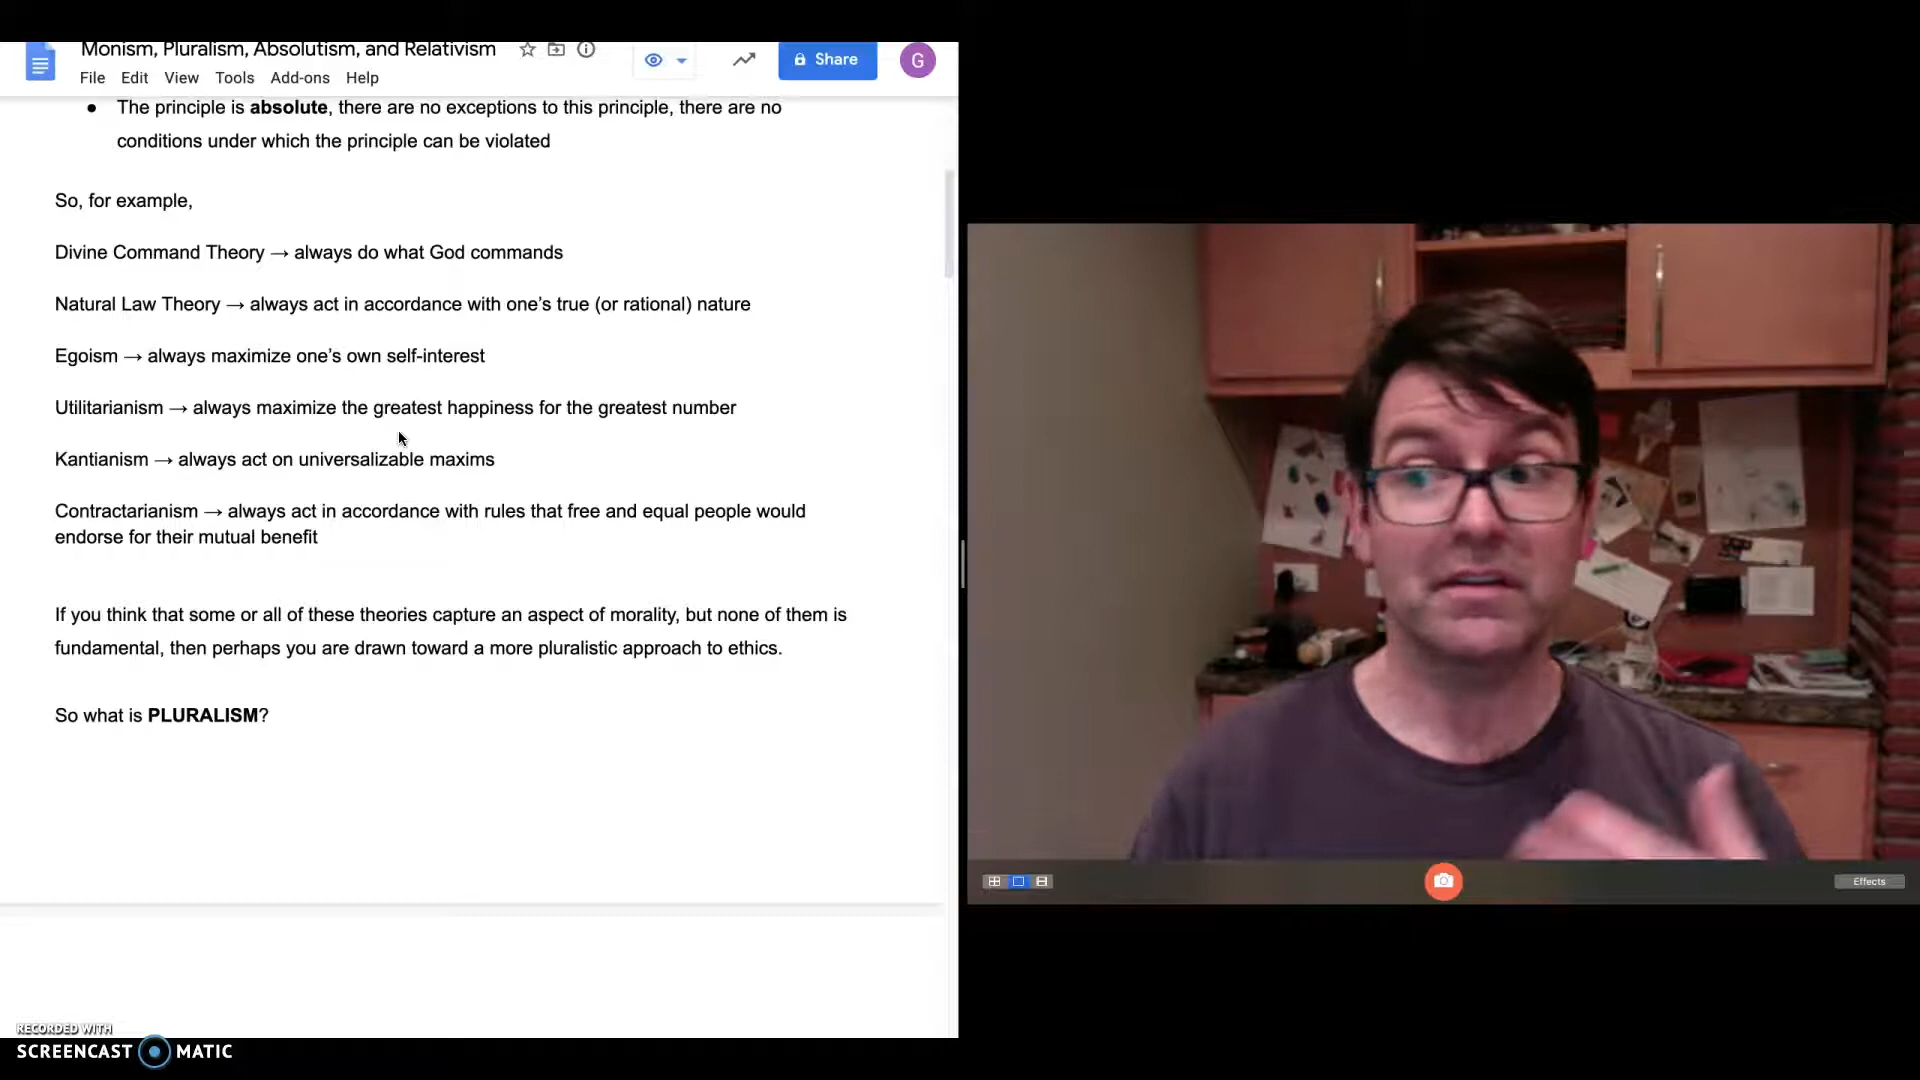 Monism, Pluralism, Absolutism, and Relativism
File Edit View Tools Add-ons Help
Share
G
● The principle is absolute, there are no exceptions to this principle, there are no
conditions under which the principle can be violated
So, for example,
Divine Command Theory → always do what God commands
Natural Law Theory → always act in accordance with one’s true (or rational) nature
Egoism → always maximize one’s own self-interest
Utilitarianism → always maximize the greatest happiness for the greatest number
Kantianism → always act on universalizable maxims
Contractarianism → always act in accordance with rules that free and equal people would
endorse for their mutual benefit
If you think that some or all of these theories capture an aspect of morality, but none of them is
fundamental, then perhaps you are drawn toward a more pluralistic approach to ethics.
So what is PLURALISM?
Effects
RECORDED WITH
SCREENCAST MATIC